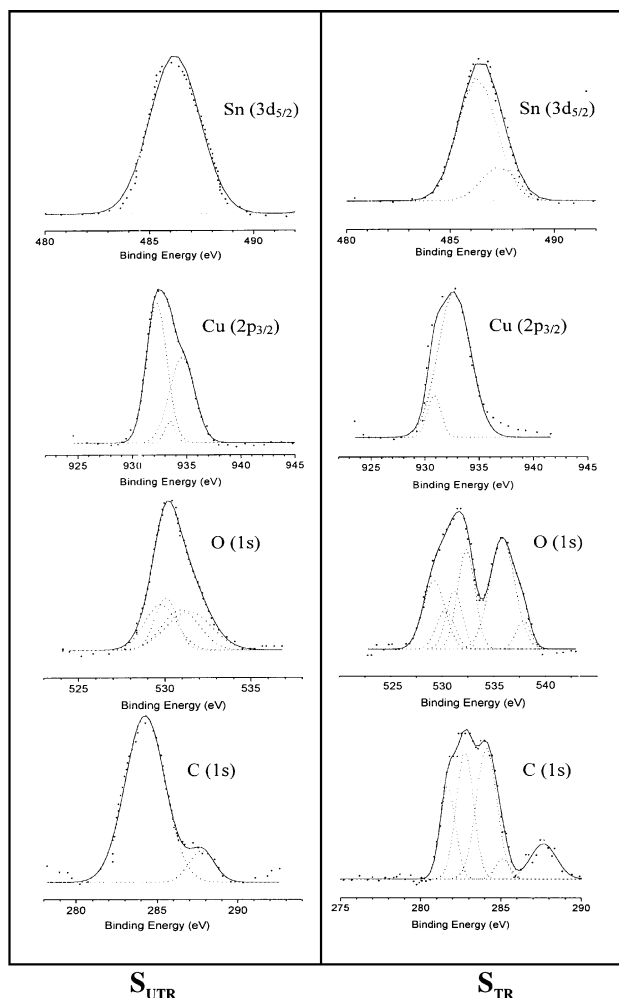 Sn (3d5/2)
480 485 490
Binding Energy (eV)
Cu (2p3/2)
925 930 935 940 945
Binding Energy (eV)
O (1s)
525 530 535
Binding Energy (eV)
C (1s)
280 285 290
Binding Energy (eV)
SUTR
Sn (3d5/2)
480 485 490
Binding Energy (eV)
Cu (2p3/2)
925 930 935 940 945
Binding Energy (eV)
O (1s)
525 530 535 540
Binding Energy (eV)
C (1s)
275 280 285 290
Binding Energy (eV)
STR